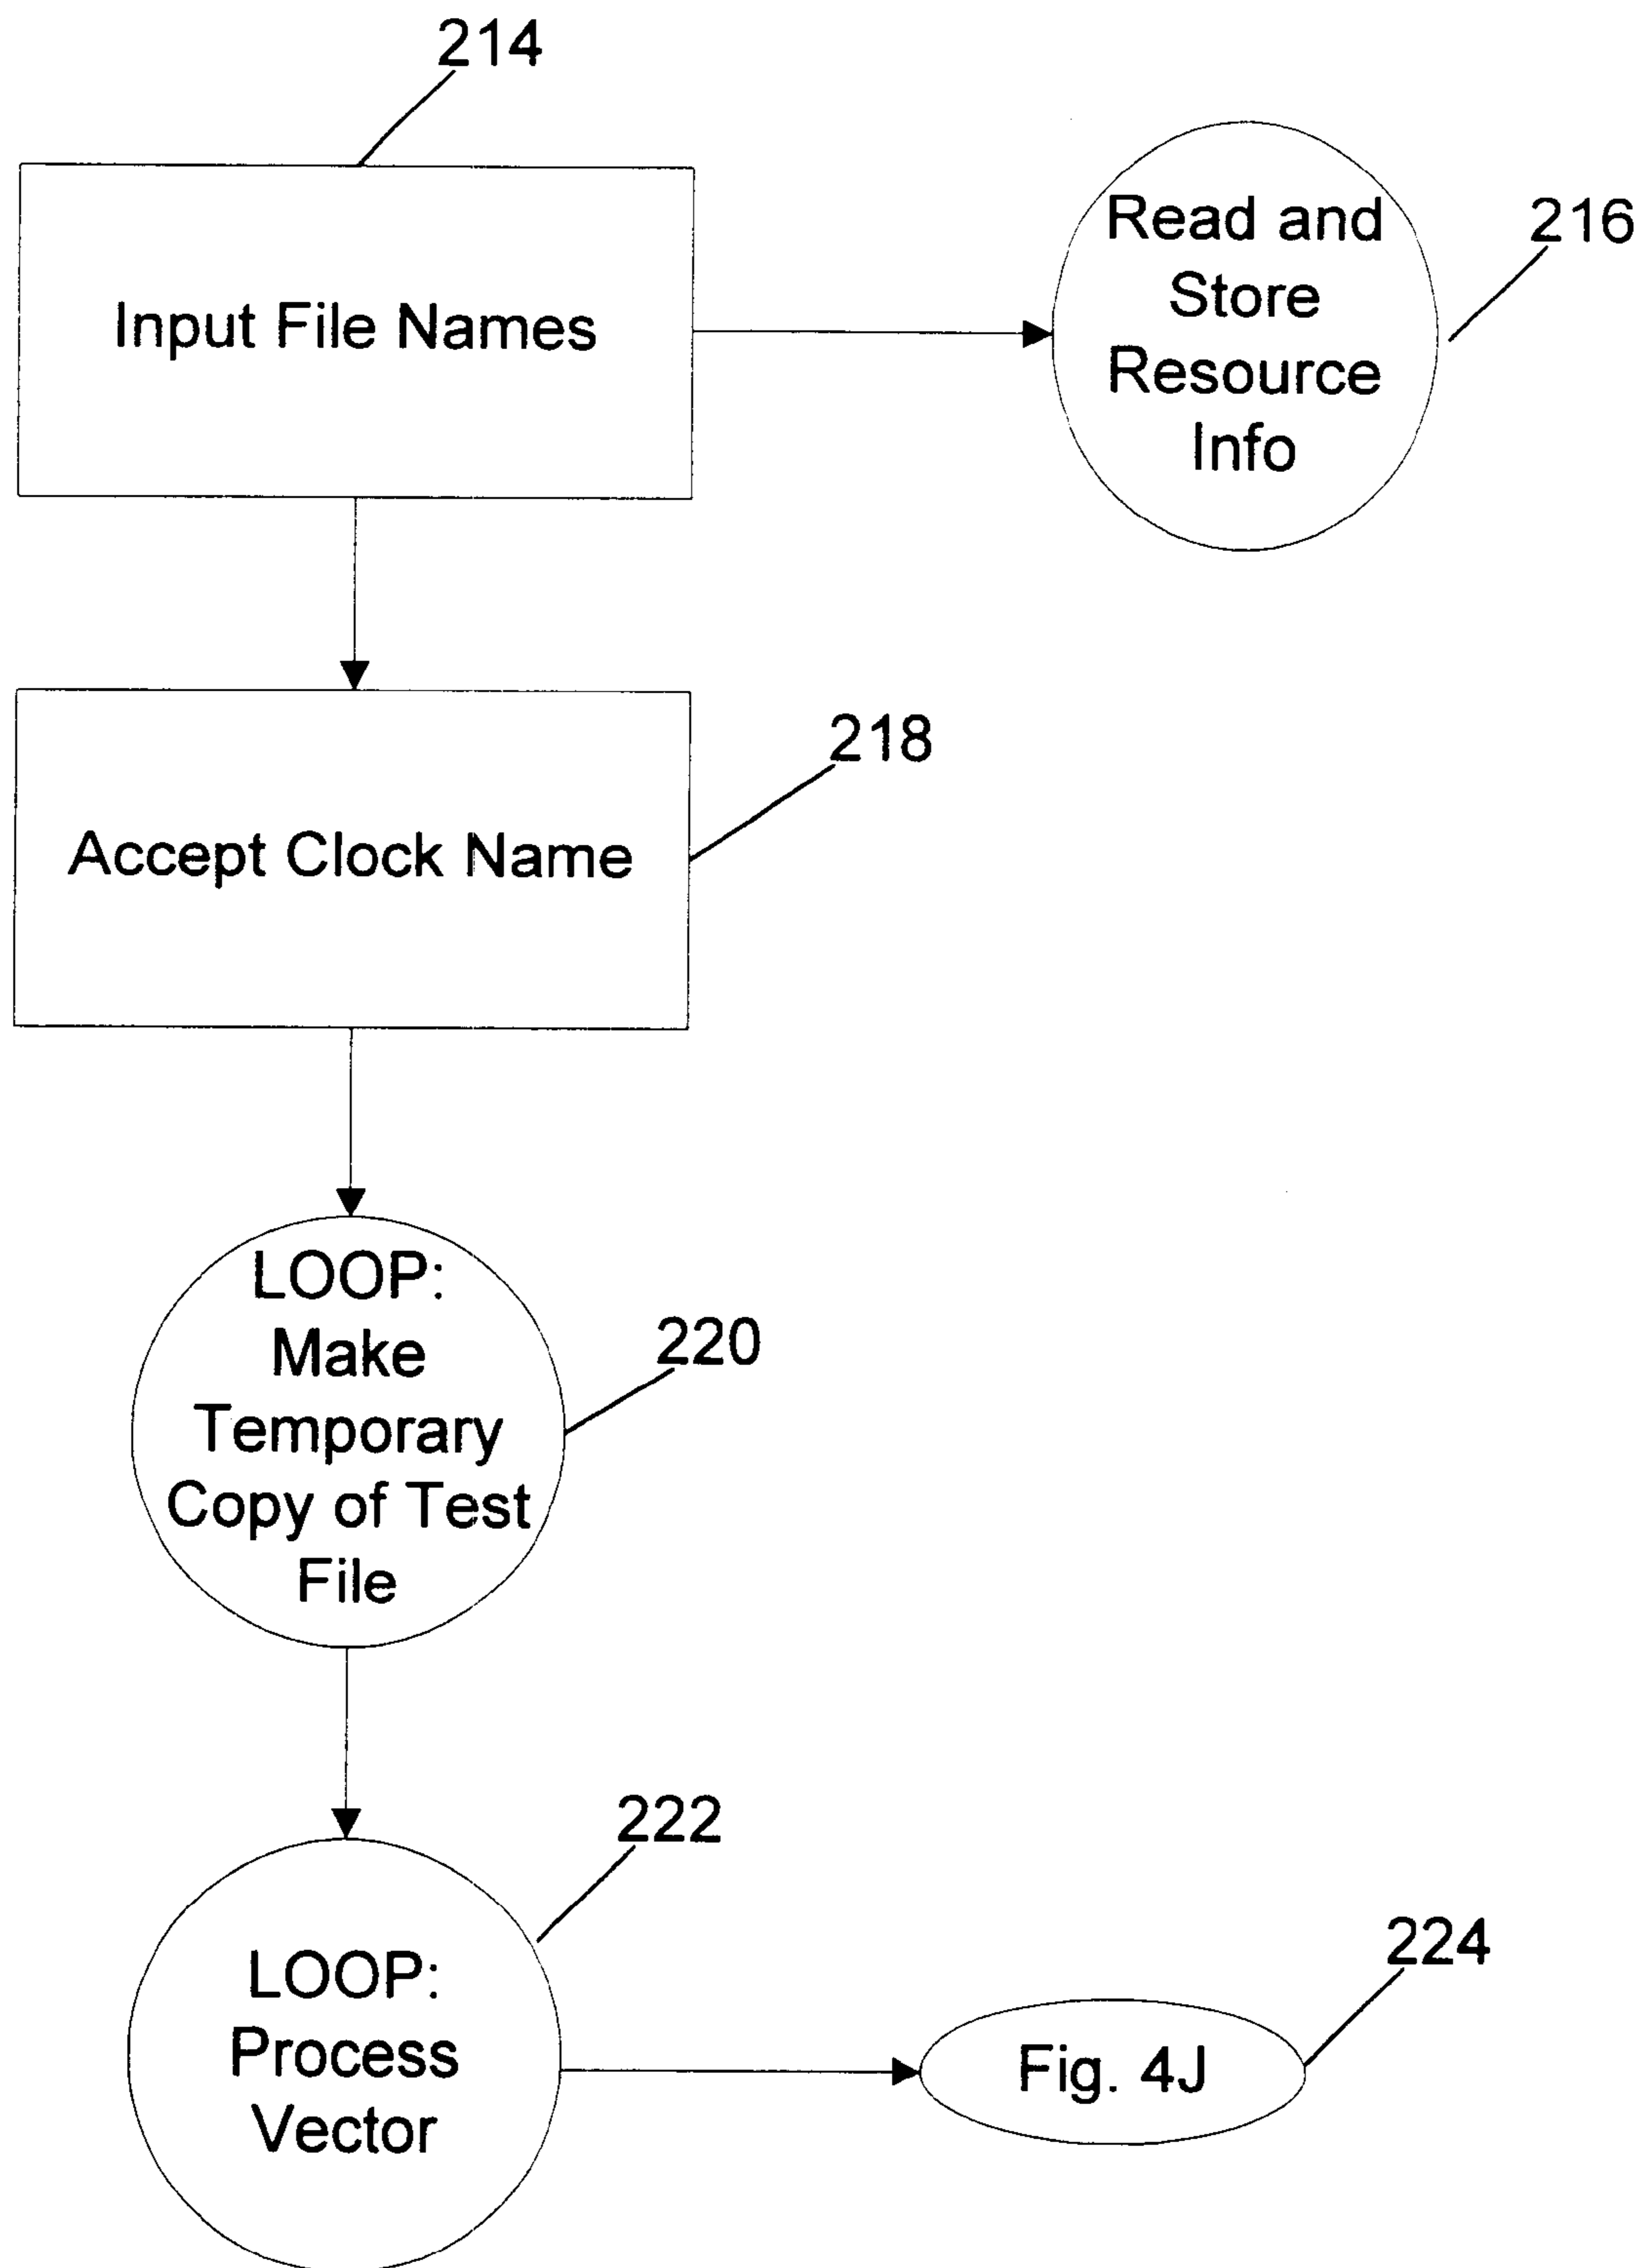 214
Input File Names
Read and
Store
Resource
Info
216
Accept Clock Name
218
LOOP:
Make
Temporary
Copy of Test
File
220
LOOP:
Process
Vector
222
Fig. 4J
224